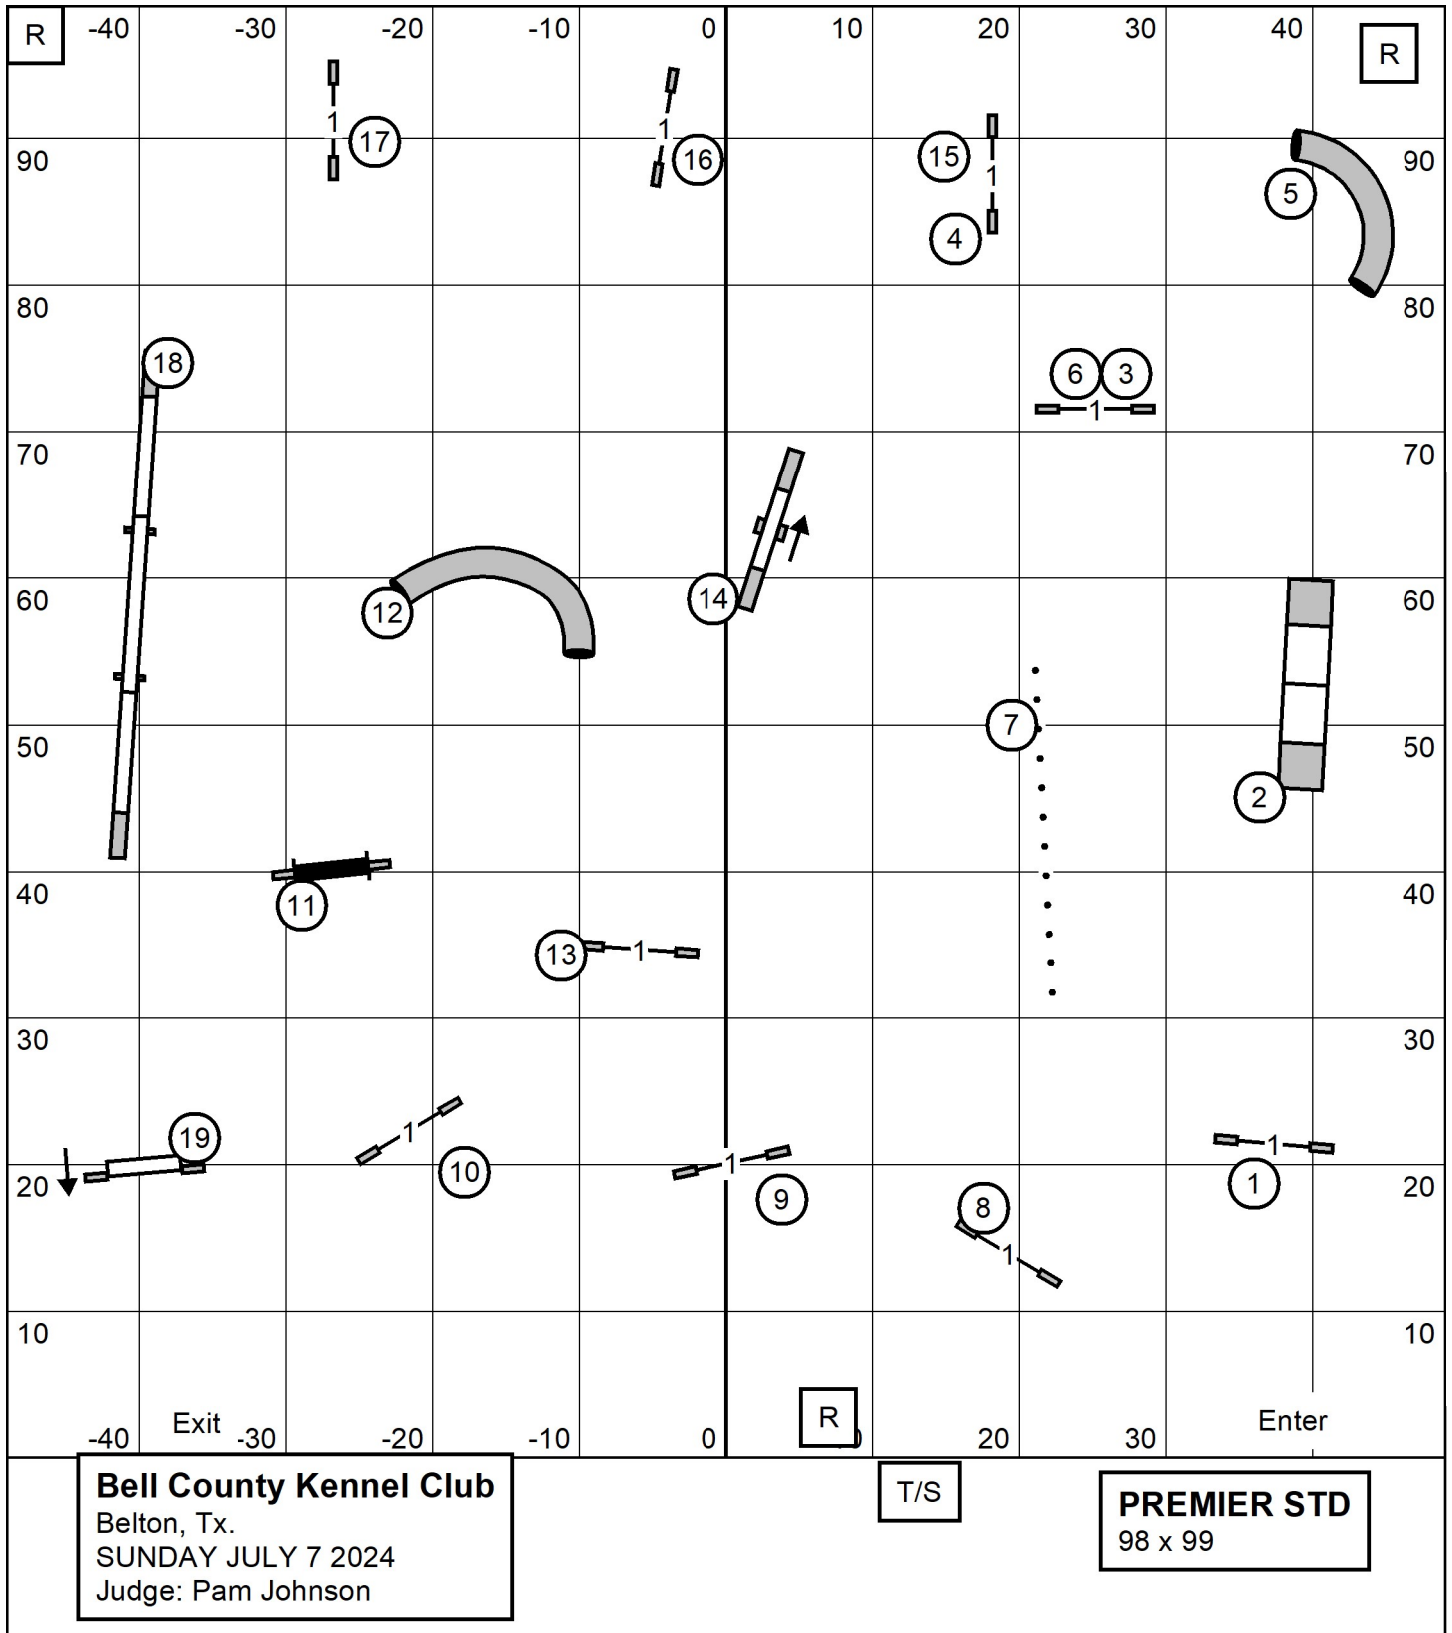 R -40 -30 -20 -10 0 10 20 30 40 R
1 1 1
17 16 15 5
90 90
4
80 80
18 6 3
1
70 70
60 12 14 60
7
50 50
2
40 11 40
13 1
30 30
1 19 10 1 9 8 1 1
20 20
1
10 10
R
Exit Enter
-40 -30 -20 -10 0 20 30
Bell County Kennel Club
Belton, Tx.
SUNDAY JULY 7 2024
Judge: Pam Johnson
T/S
PREMIER STD
98 x 99